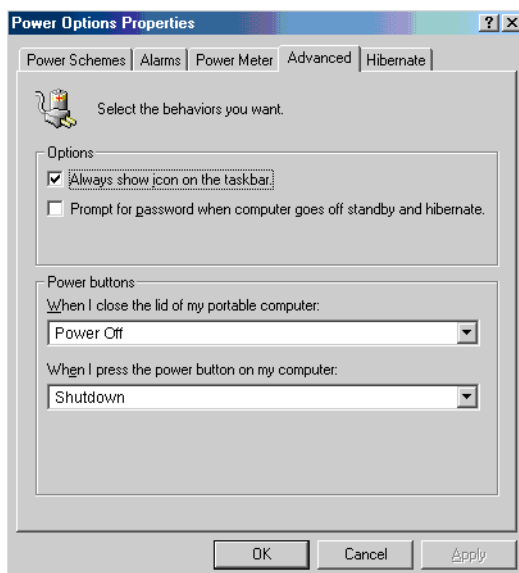 Power Options Properties
Power Schemes Alarms Power Meter Advanced Hibernate
Select the behaviors you want.
Options
Always show icon on the taskbar.
Prompt for password when computer goes off standby and hibernate.
Power buttons
When I close the lid of my portable computer:
Power Off
When I press the power button on my computer:
Shutdown
OK Cancel Apply